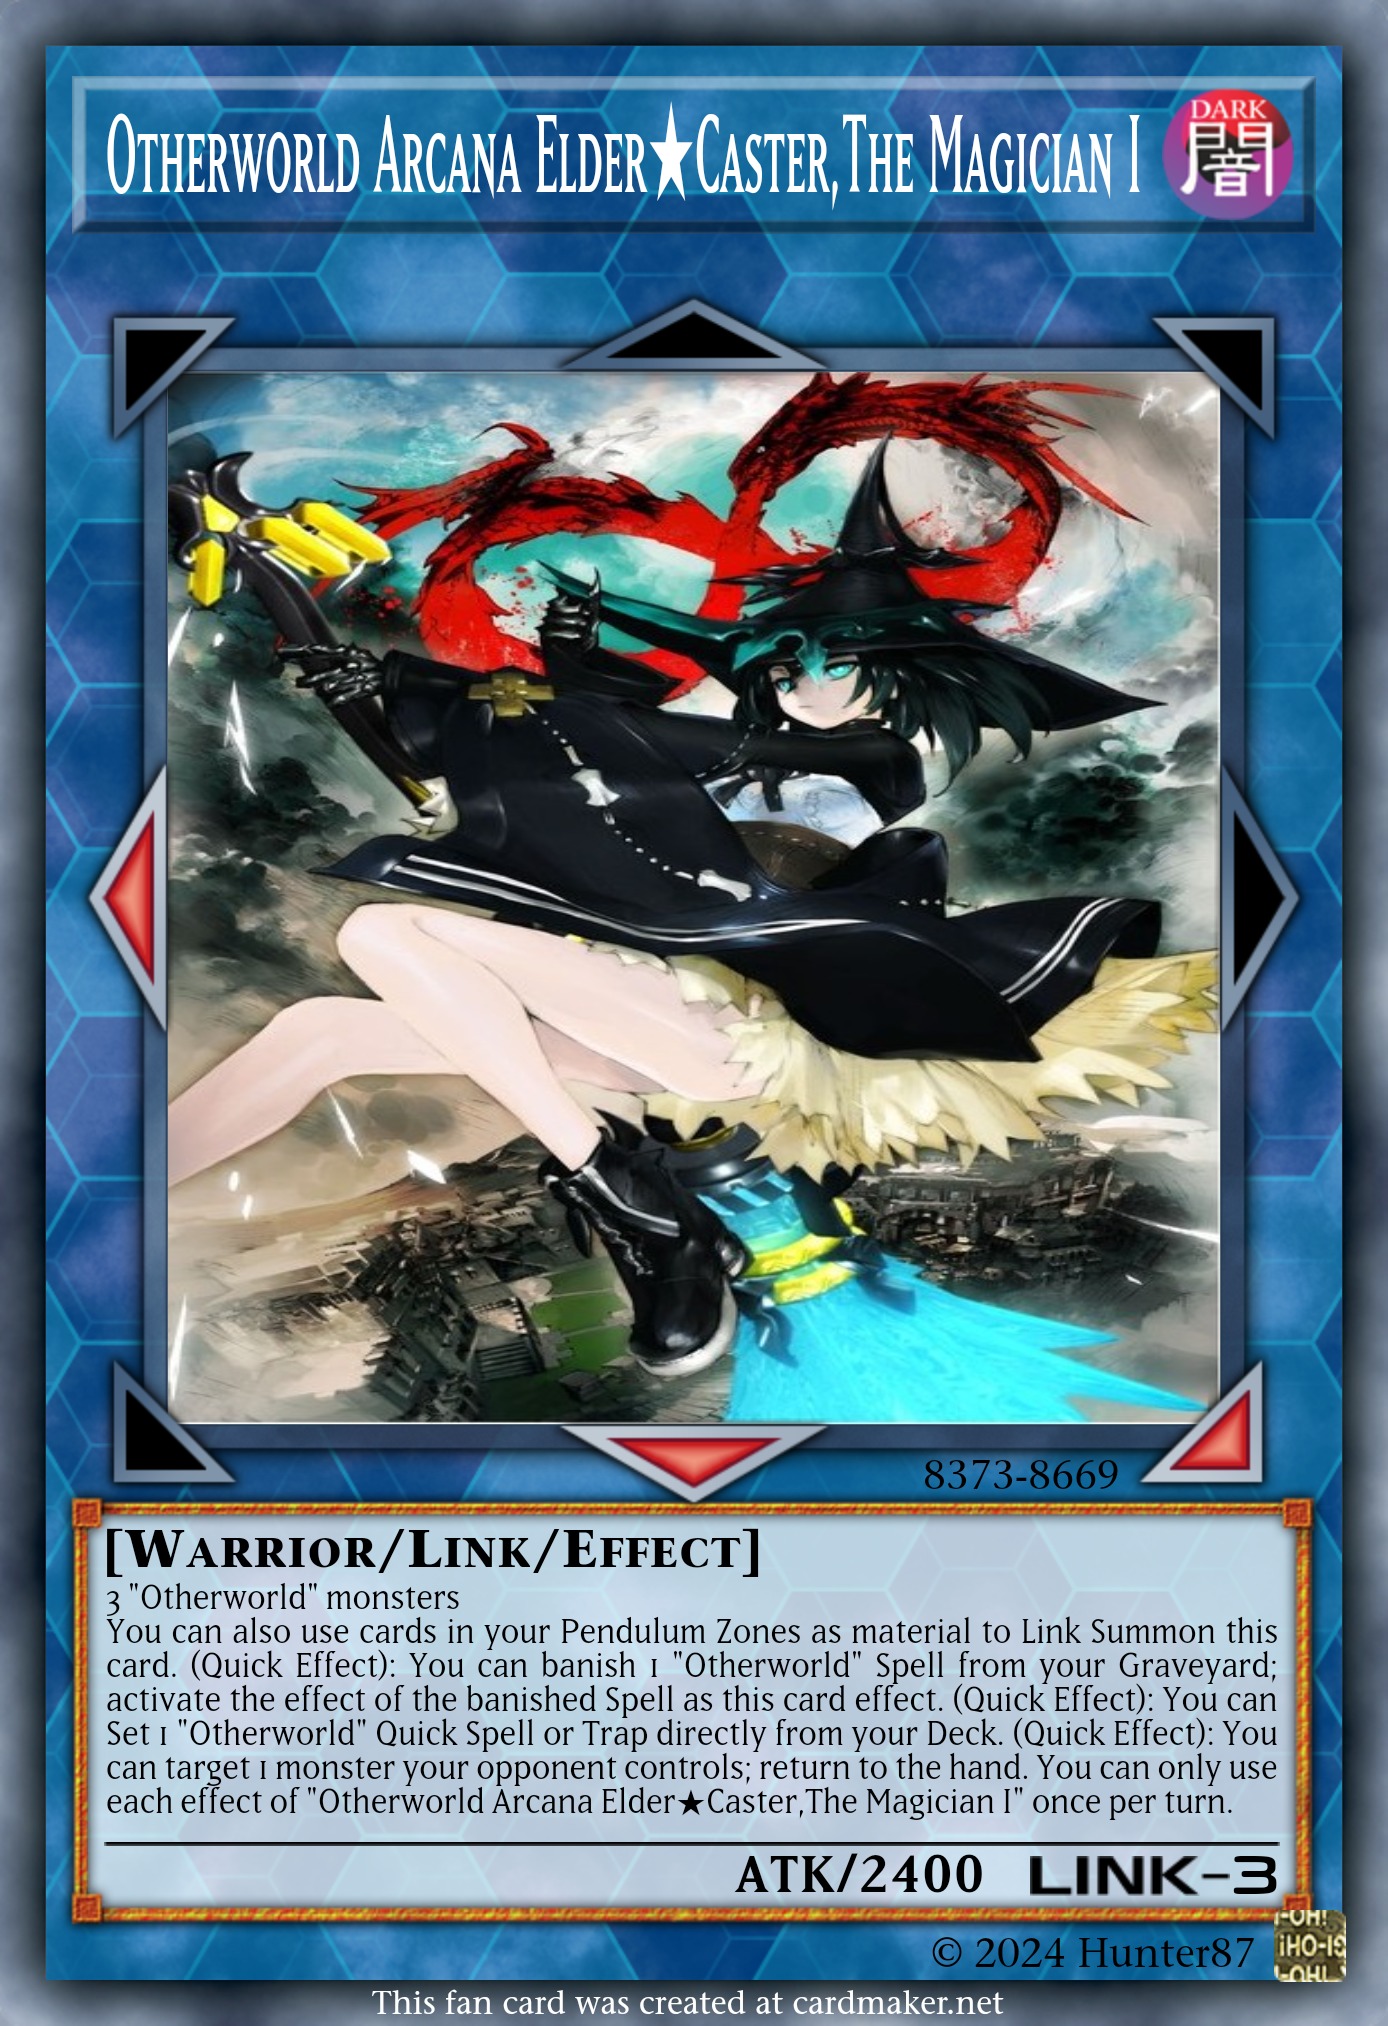 Otherworld Arcana Elder★Caster,The Magician I
DARK
闇
8373-8669
[Warrior/Link/Effect]
3 "Otherworld" monsters
You can also use cards in your Pendulum Zones as material to Link Summon this
card. (Quick Effect): You can banish 1 "Otherworld" Spell from your Graveyard;
activate the effect of the banished Spell as this card effect. (Quick Effect): You can
Set 1 "Otherworld" Quick Spell or Trap directly from your Deck. (Quick Effect): You
can target 1 monster your opponent controls; return to the hand. You can only use
each effect of "Otherworld Arcana Elder★Caster,The Magician I" once per turn.
ATK/2400 LINK-3
© 2024 Hunter87
This fan card was created at cardmaker.net